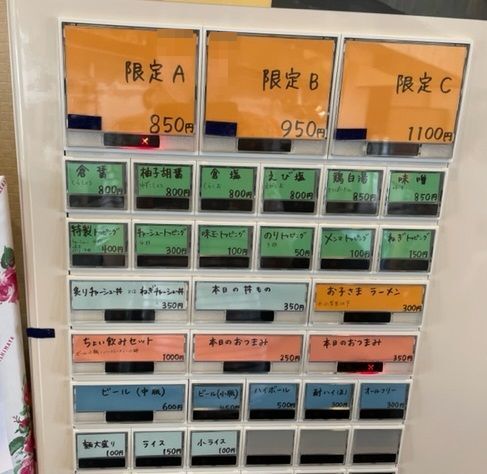 限定A
850円
限定B
950円
限定C
1100円
倉醤
800円
柚子胡醤
800円
倉塩
800円
えび塩
800円
鶏白湯
850円
味噌
850円
特製トッピング
400円
チャーシュートッピング
300円
味玉トッピング
100円
のりトッピング
50円
メンマトッピング
100円
ねぎトッピング
150円
炙りチャーシュー丼 又は ねぎチャーシュー丼
350円
本日の丼もの
350円
お子さまラーメン
300円
ちょい飲みセット
1000円
本日のおつまみ
250円
本日のおつまみ
350円
ビール(中瓶)
600円
ビール(小瓶)
ハイボール
500円
酎ハイ
300円
オールフリー
300円
麺大盛り
100円
ライス
150円
小ライス
100円